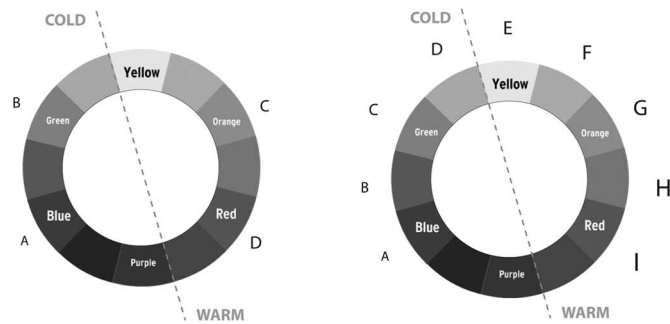 COLD
Yellow
B
Green
C
Orange
Blue
Red
A
D
Purple
WARM
COLD
E
D
F
Yellow
C
Green
G
Orange
B
H
Blue
Red
A
I
Purple
WARM